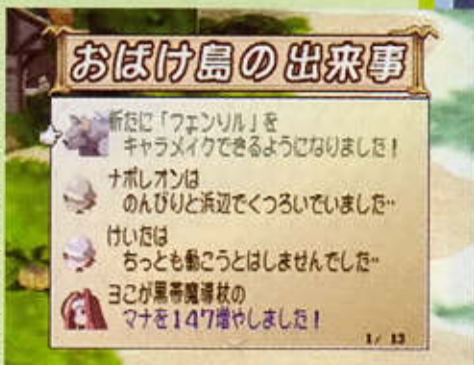 おばけ島の出来事
新たに「フェンリル」を
キャラメイクできるようになりました!
ナポレオンは
のんびりと浜辺でくつろいでいました…
けいたは
ちっとも動こうとはしませんでした…
ヨこが黒帯魔導杖の
マナを147増やしました!
1/ 13